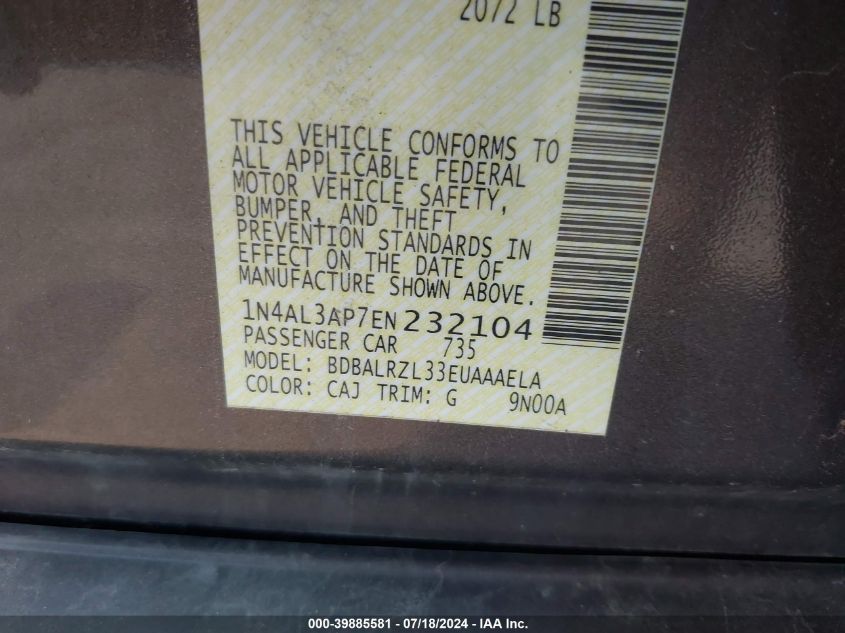 2072 LB
THIS VEHICLE CONFORMS TO
ALL APPLICABLE FEDERAL
MOTOR VEHICLE SAFETY,
BUMPER, AND THEFT
PREVENTION STANDARDS IN
EFFECT ON THE DATE OF
MANUFACTURE SHOWN ABOVE.
1N4AL3AP7EN232104
PASSENGER CAR 735
MODEL: BDBALRZL33EUAAAELA
COLOR: CAJ TRIM: G 9N00A
000-39885581 - 07/18/2024 - IAA Inc.